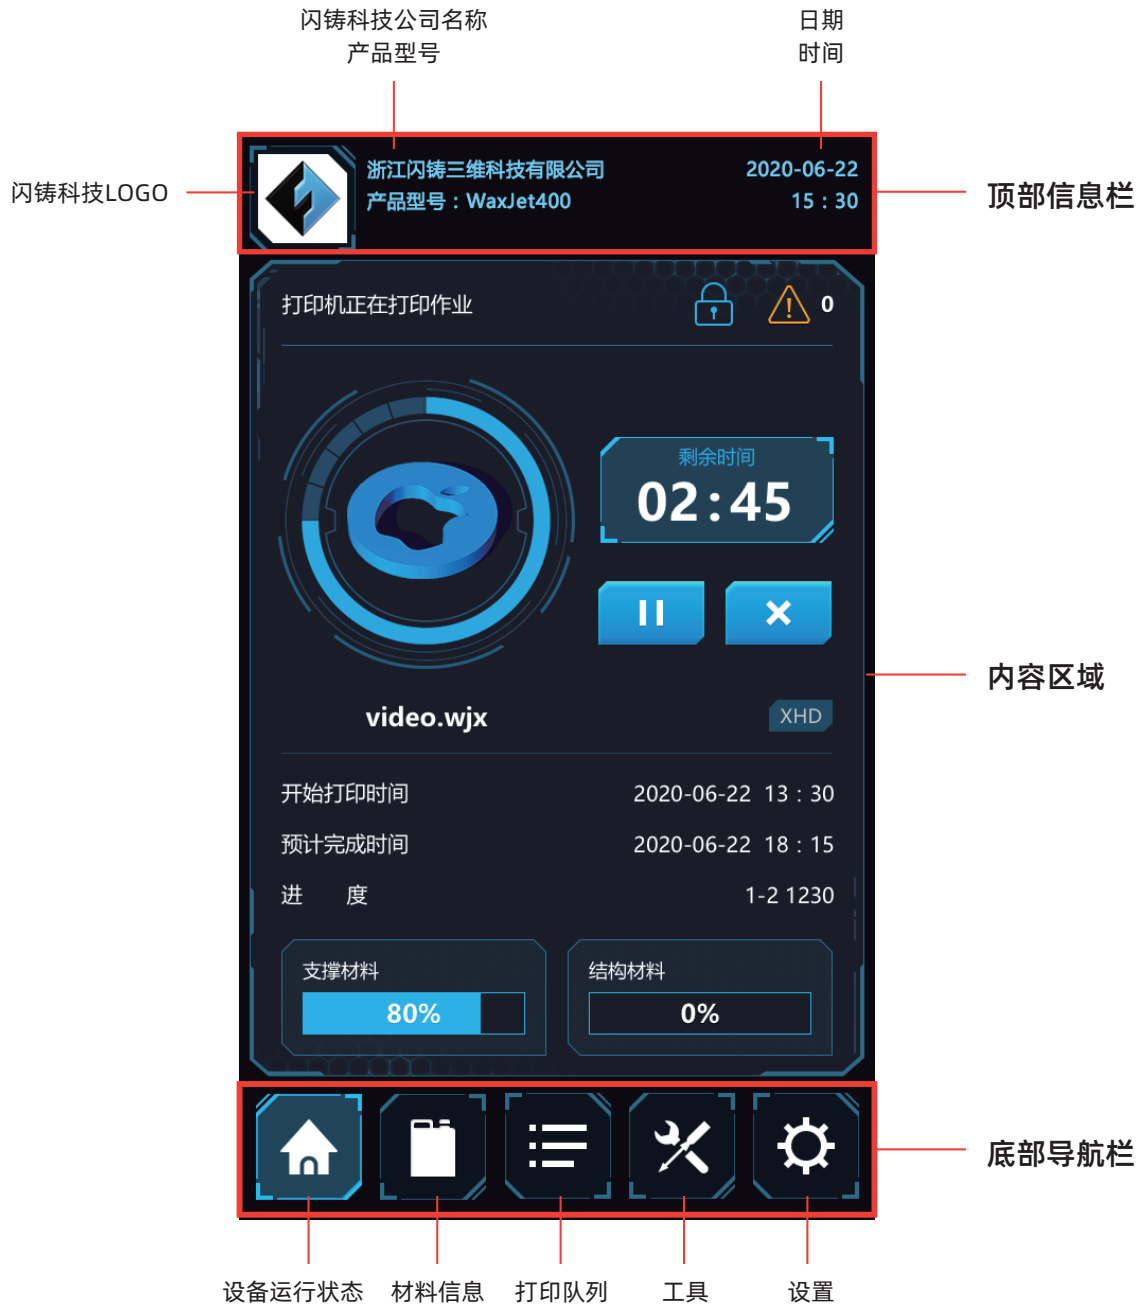 闪铸科技公司名称
产品型号
日期
时间
闪铸科技LOGO
浙江闪铸三维科技有限公司
产品型号：WaxJet400
2020-06-22
15：30
顶部信息栏
打印机正在打印作业
0
剩余时间
02:45
内容区域
video.wjx
XHD
开始打印时间 2020-06-22 13：30
预计完成时间 2020-06-22 18：15
进 度 1-2 1230
支撑材料
80%
结构材料
0%
底部导航栏
设备运行状态 材料信息 打印队列 工具 设置